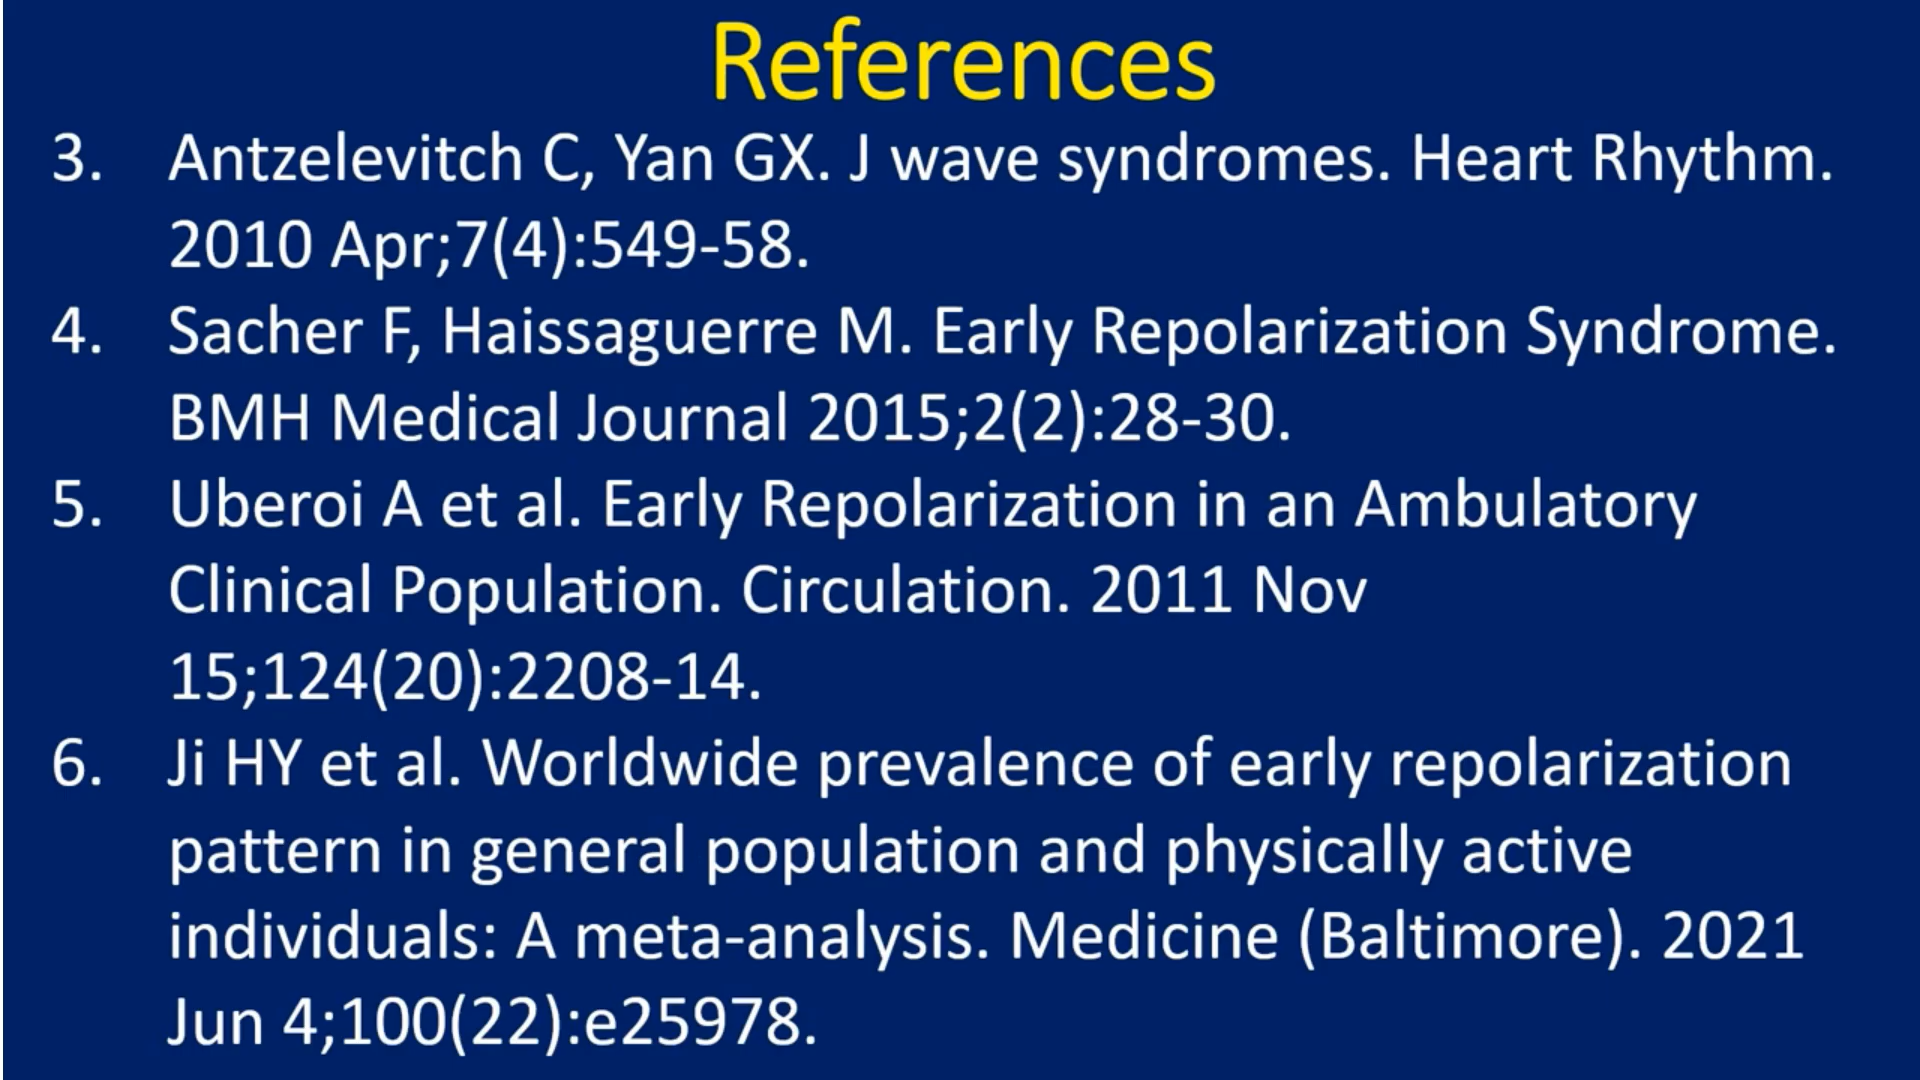 References
3. Antzelevitch C, Yan GX. J wave syndromes. Heart Rhythm.
2010 Apr;7(4):549-58.
4. Sacher F, Haissaguerre M. Early Repolarization Syndrome.
BMH Medical Journal 2015;2(2):28-30.
5. Uberoi A et al. Early Repolarization in an Ambulatory
Clinical Population. Circulation. 2011 Nov
15;124(20):2208-14.
6. Ji HY et al. Worldwide prevalence of early repolarization
pattern in general population and physically active
individuals: A meta-analysis. Medicine (Baltimore). 2021
Jun 4;100(22):e25978.